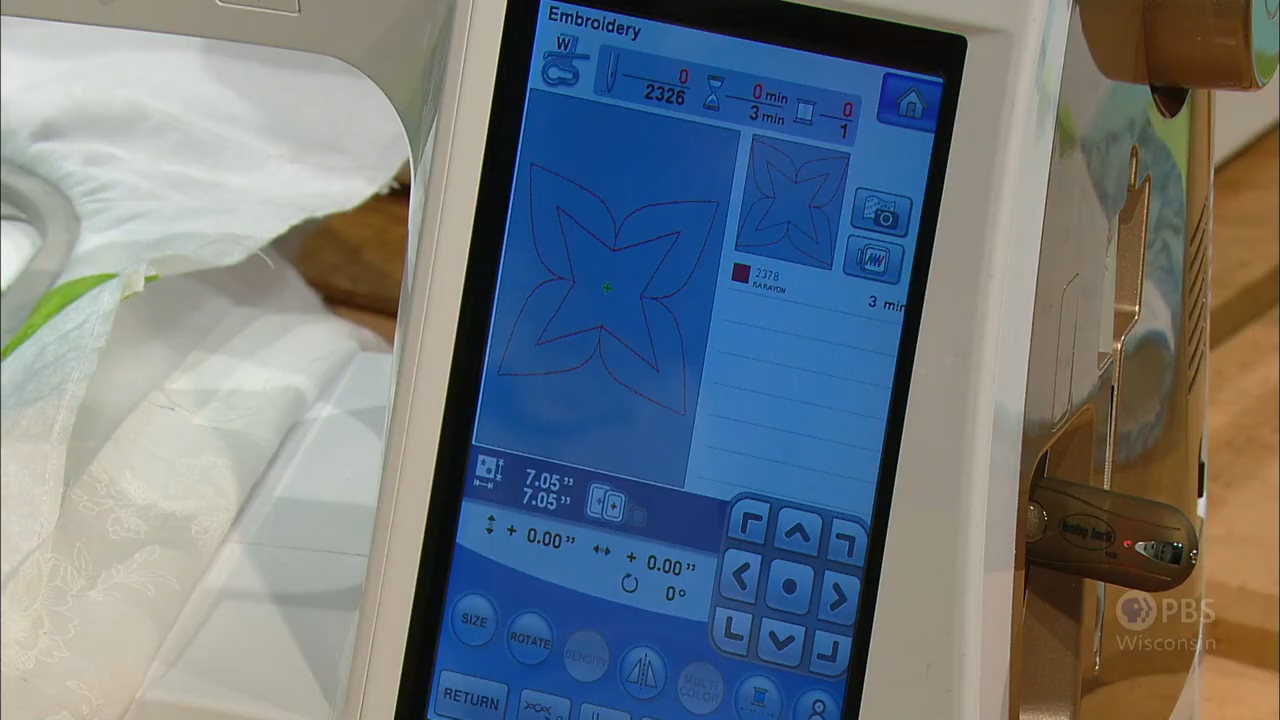 Embroidery
W
0
2326
0 min
3 min
0
1
2378
RA RAYON
3 min
7.05"
7.05"
+ 0.00"
+ 0.00"
0°
SIZE
ROTATE
DENSITY
MULTI
COLOR
RETURN
baby lock
PBS
Wisconsin